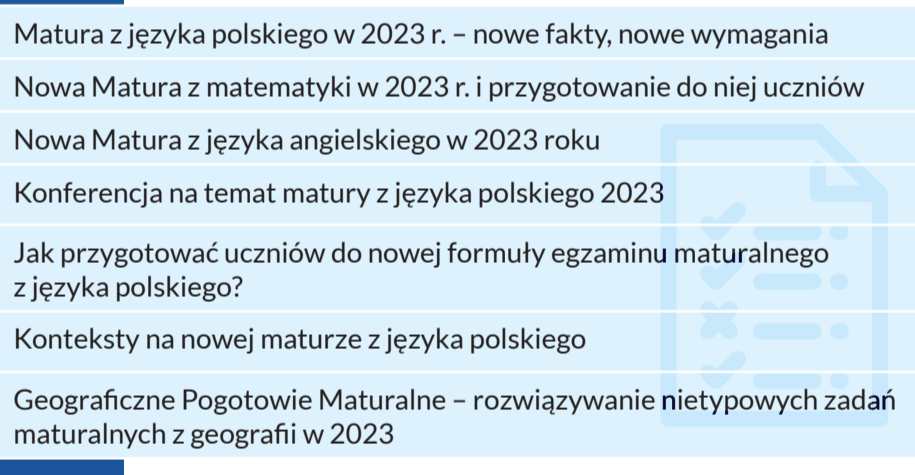 Matura z języka polskiego w 2023 r. – nowe fakty, nowe wymagania
Nowa Matura z matematyki w 2023 r. i przygotowanie do niej uczniów
Nowa Matura z języka angielskiego w 2023 roku
Konferencja na temat matury z języka polskiego 2023
Jak przygotować uczniów do nowej formuły egzaminu maturalnego
z języka polskiego?
Konteksty na nowej maturze z języka polskiego
Geograficzne Pogotowie Maturalne – rozwiązywanie nietypowych zadań
maturalnych z geografii w 2023